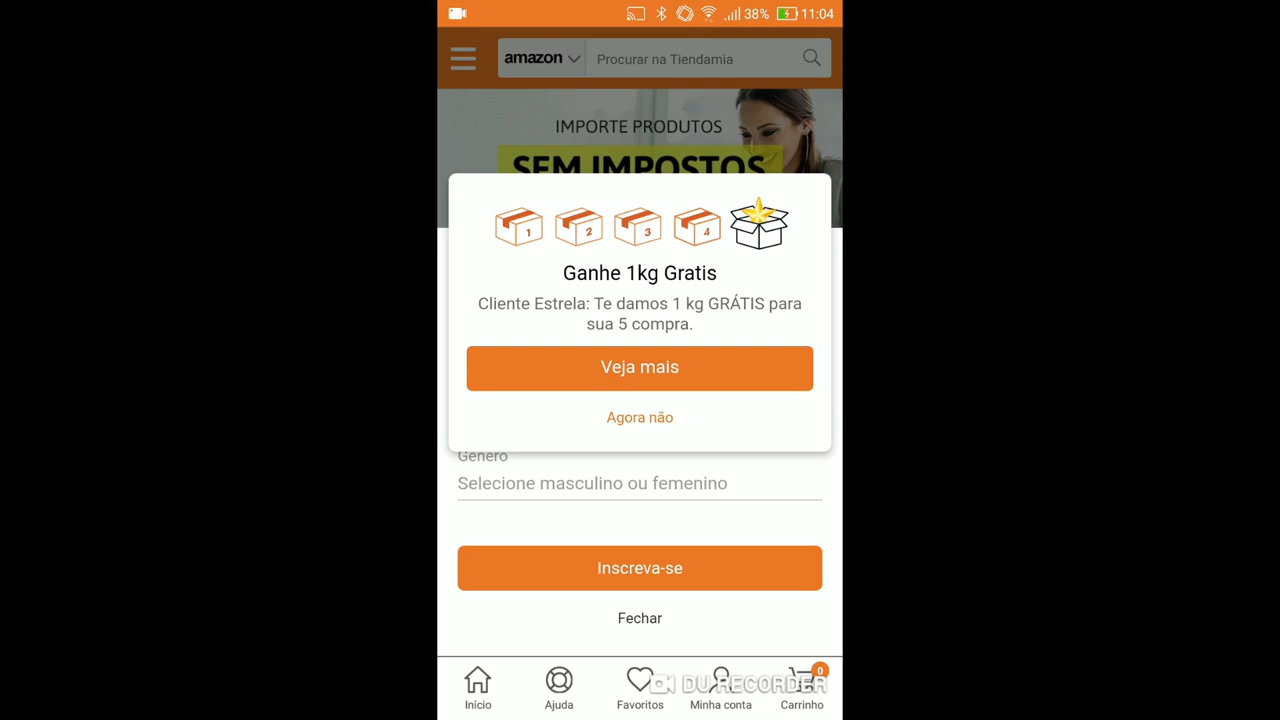 38% 11:04
amazon Procurar na Tiendamia
IMPORTE PRODUTOS
SEM IMPOSTOS
1 2 3 4
Ganhe 1kg Gratis
Cliente Estrela: Te damos 1 kg GRÁTIS para
sua 5 compra.
Veja mais
Agora não
Genero
Selecione masculino ou femenino
Inscreva-se
Fechar
0
DU RECORDER
Início Ajuda Favoritos Minha conta Carrinho